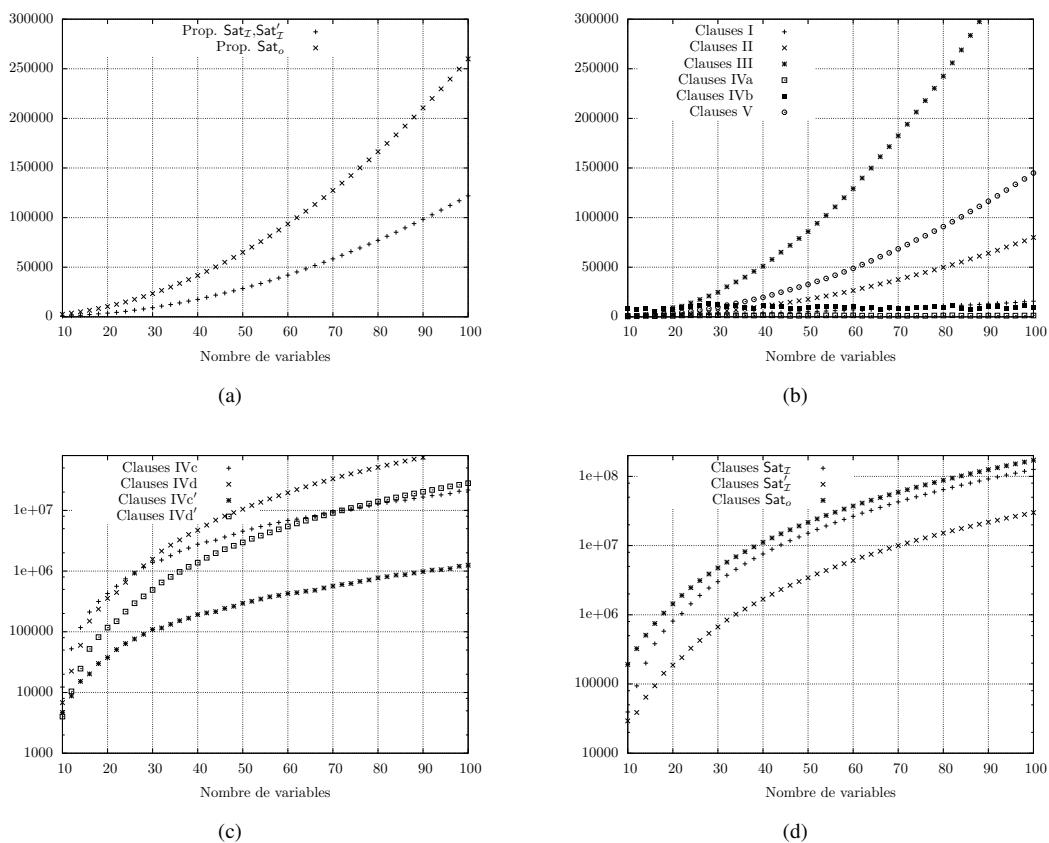 300000
250000
200000
150000
100000
50000
0
10 20 30 40 50 60 70 80 90 100
Prop. Sat_I,Sat′_I
Prop. Sat_o
Nombre de variables
(a)
300000
250000
200000
150000
100000
50000
0
10 20 30 40 50 60 70 80 90 100
Clauses I
Clauses II
Clauses III
Clauses IVa
Clauses IVb
Clauses V
Nombre de variables
(b)
1e+07
1e+06
100000
10000
1000
10 20 30 40 50 60 70 80 90 100
Clauses IVc
Clauses IVd
Clauses IVc′
Clauses IVd′
Nombre de variables
(c)
1e+08
1e+07
1e+06
100000
10000
10 20 30 40 50 60 70 80 90 100
Clauses Sat_I
Clauses Sat′_I
Clauses Sat_o
Nombre de variables
(d)